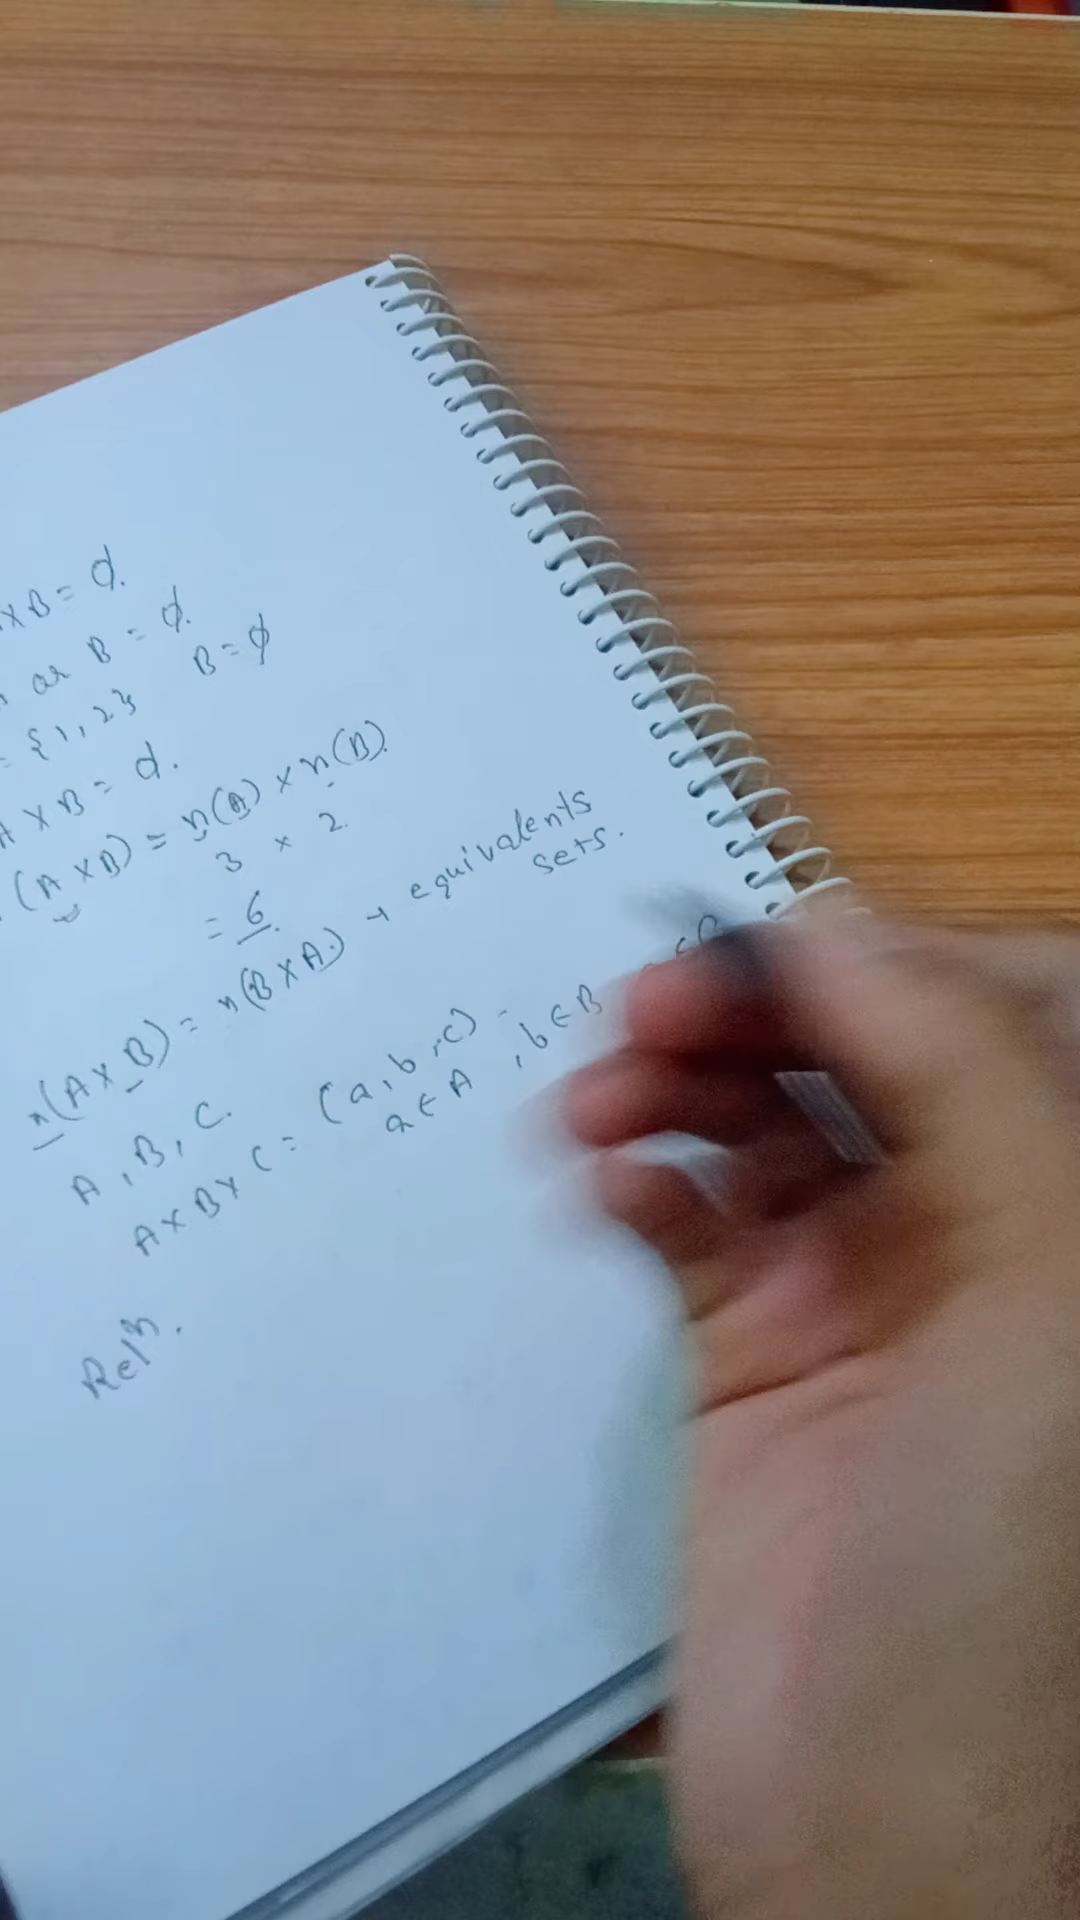 ×B = ϕ.
or B = ϕ.
= {1, 2} B = ϕ
A × B = ϕ.
(A × B) = n(A) × n(B).
3 × 2.
= 6.
n(A × B) = n(B × A) → equivalents sets.
A, B, C.
A × B × C = (a, b, c) -
a ∈ A, b ∈ B
Reln.